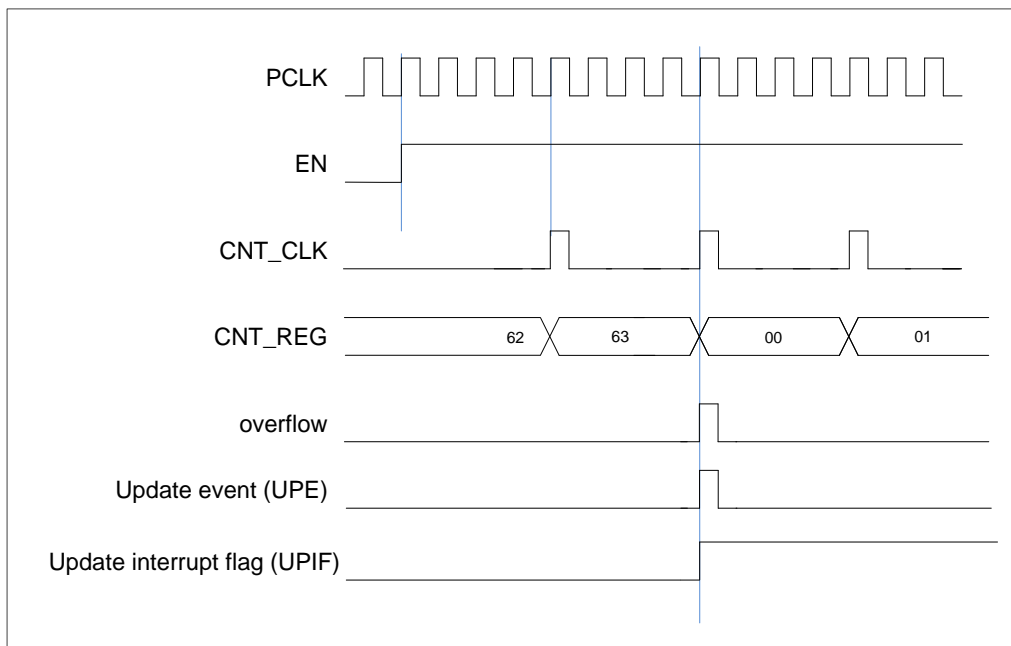 PCLK
EN
CNT_CLK
CNT_REG 62 63 00 01
overflow
Update event (UPE)
Update interrupt flag (UPIF)